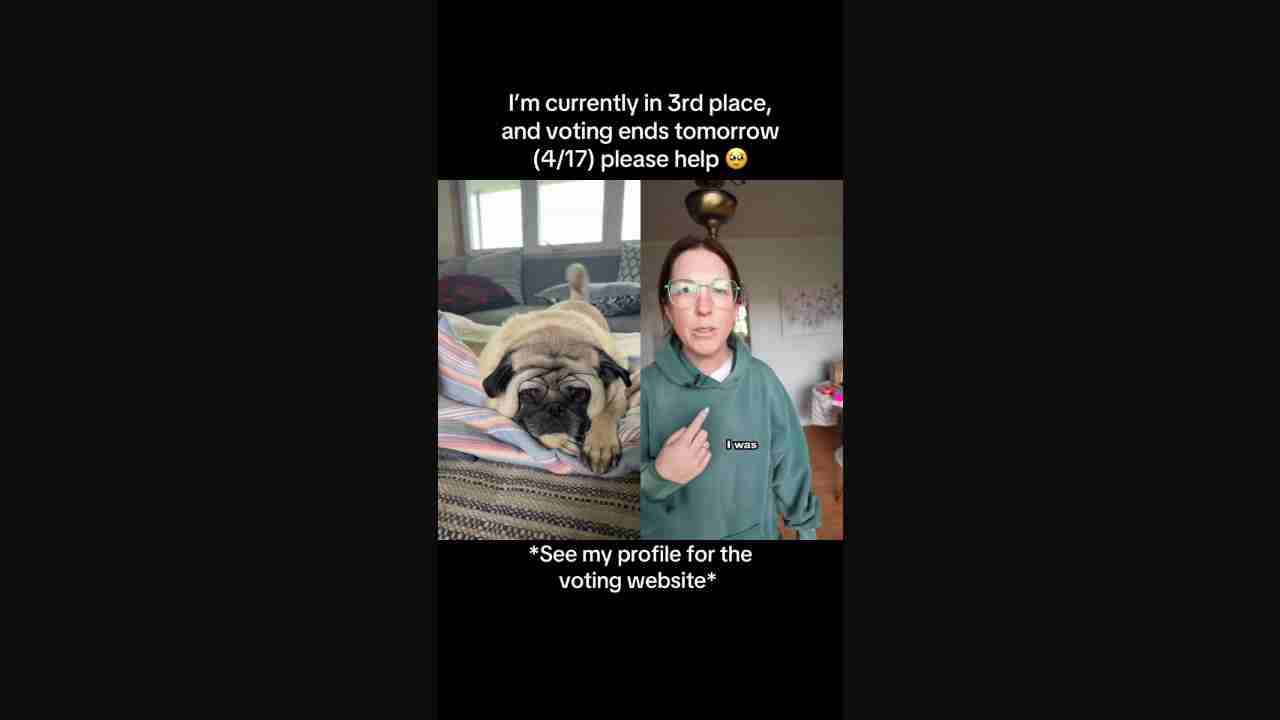 I’m currently in 3rd place,
and voting ends tomorrow
(4/17) please help 🥹
I was
*See my profile for the
voting website*